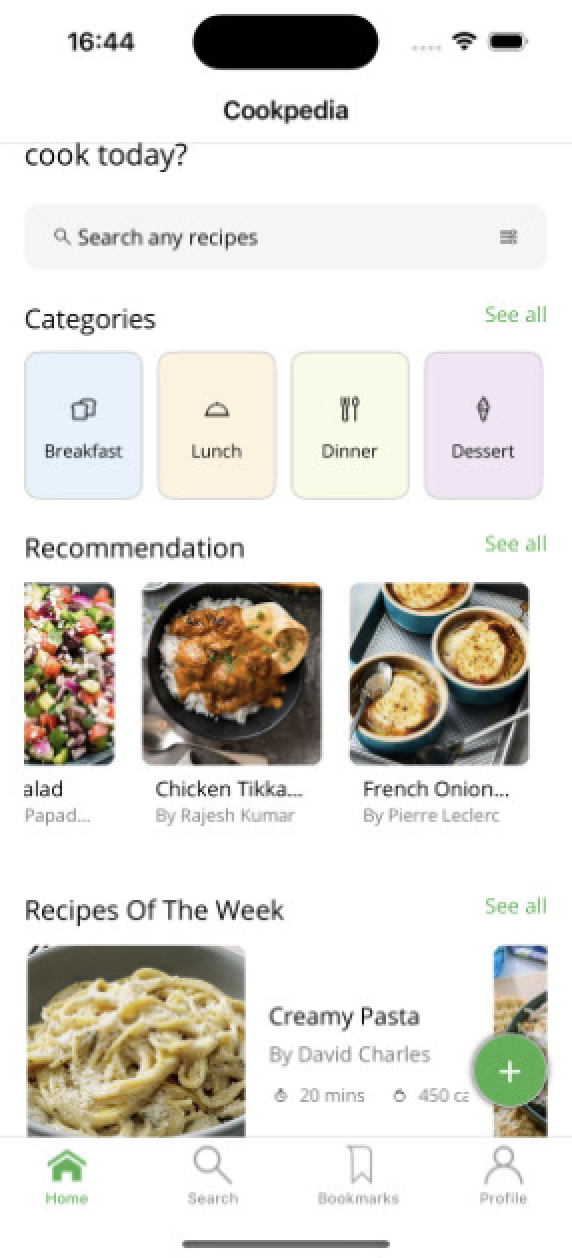 16:44
Cookpedia
cook today?
Search any recipes
Categories
See all
Breakfast
Lunch
Dinner
Dessert
Recommendation
See all
alad
Papad...
Chicken Tikka...
By Rajesh Kumar
French Onion...
By Pierre Leclerc
Recipes Of The Week
See all
Creamy Pasta
By David Charles
20 mins 450 ca
+
Home
Search
Bookmarks
Profile